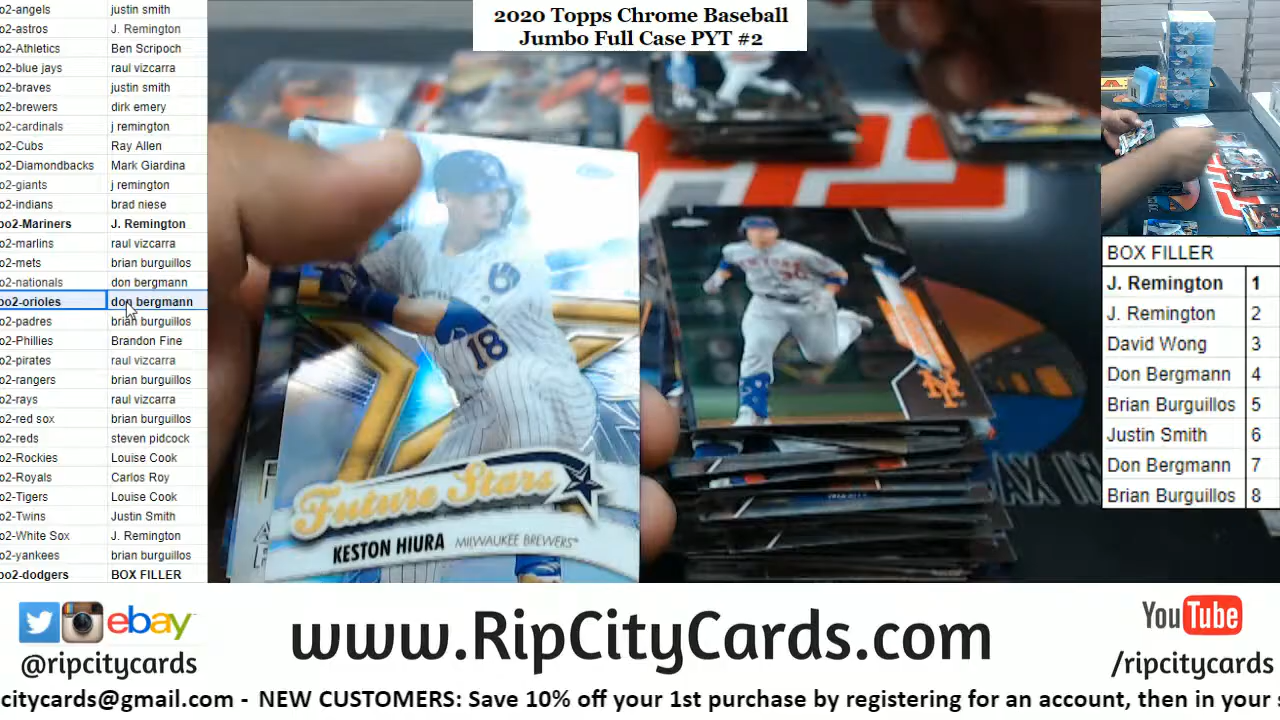 2020 Topps Chrome Baseball
Jumbo Full Case PYT #2
o2-angels justin smith
o2-astros J. Remington
o2-Athletics Ben Scripoch
o2-blue jays raul vizcarra
o2-braves justin smith
o2-brewers dirk emery
o2-cardinals j remington
o2-Cubs Ray Allen
o2-Diamondbacks Mark Giardina
o2-giants j remington
o2-indians brad niese
oo2-Mariners J. Remington
o2-marlins raul vizcarra
o2-mets brian burguillos
o2-nationals don bergmann
oo2-orioles don bergmann
o2-padres brian burguillos
o2-Phillies Brandon Fine
o2-pirates raul vizcarra
o2-rangers brian burguillos
o2-rays raul vizcarra
o2-red sox brian burguillos
o2-reds steven pidcock
o2-Rockies Louise Cook
o2-Royals Carlos Roy
o2-Tigers Louise Cook
o2-Twins Justin Smith
o2-White Sox J. Remington
o2-yankees brian burguillos
oo2-dodgers BOX FILLER
18
Future Stars
KESTON HIURA MILWAUKEE BREWERS™
BOX FILLER
J. Remington 1
J. Remington 2
David Wong 3
Don Bergmann 4
Brian Burguillos 5
Justin Smith 6
Don Bergmann 7
Brian Burguillos 8
ebay
@ripcitycards
www.RipCityCards.com
YouTube
/ripcitycards
citycards@gmail.com - NEW CUSTOMERS: Save 10% off your 1st purchase by registering for an account, then in your s